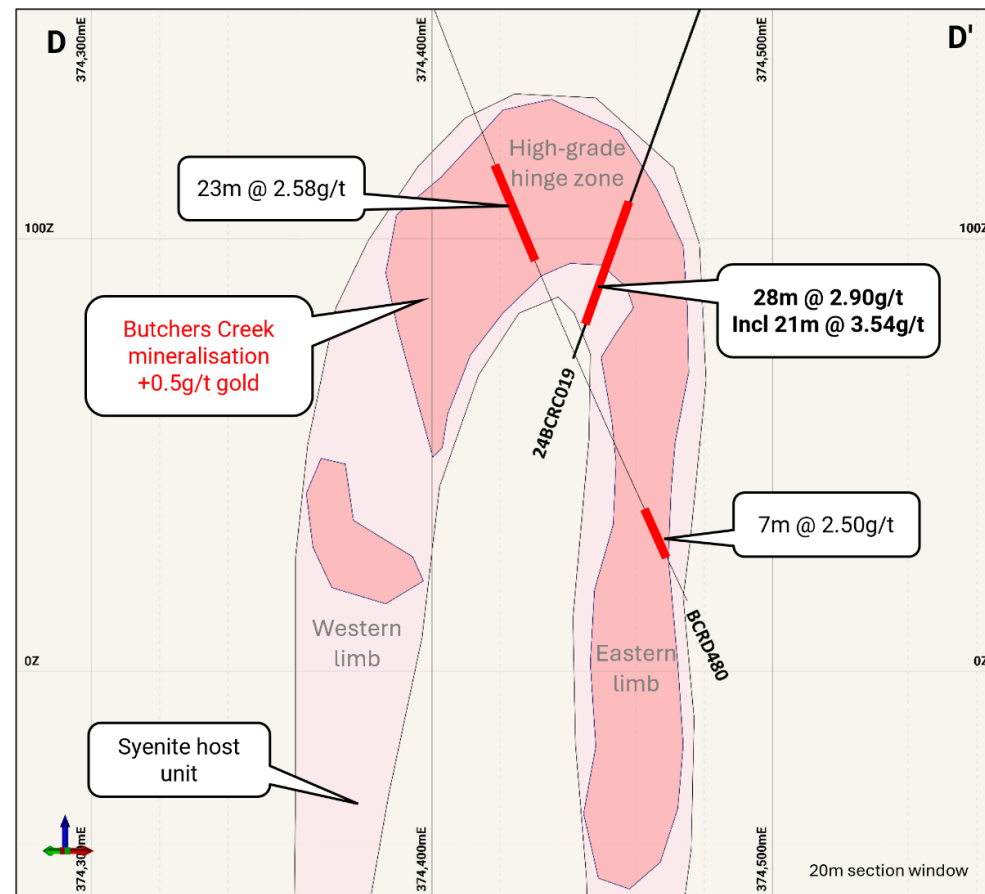 D
D'
374,300mE
374,400mE
374,500mE
High-grade
hinge zone
23m @ 2.58g/t
100Z
100Z
28m @ 2.90g/t
Incl 21m @ 3.54g/t
Butchers Creek
mineralisation
+0.5g/t gold
24BCRC019
7m @ 2.50g/t
BCRD480
Western
limb
Eastern
limb
0Z
0Z
Syenite host
unit
374,300mE
374,400mE
374,500mE
20m section window